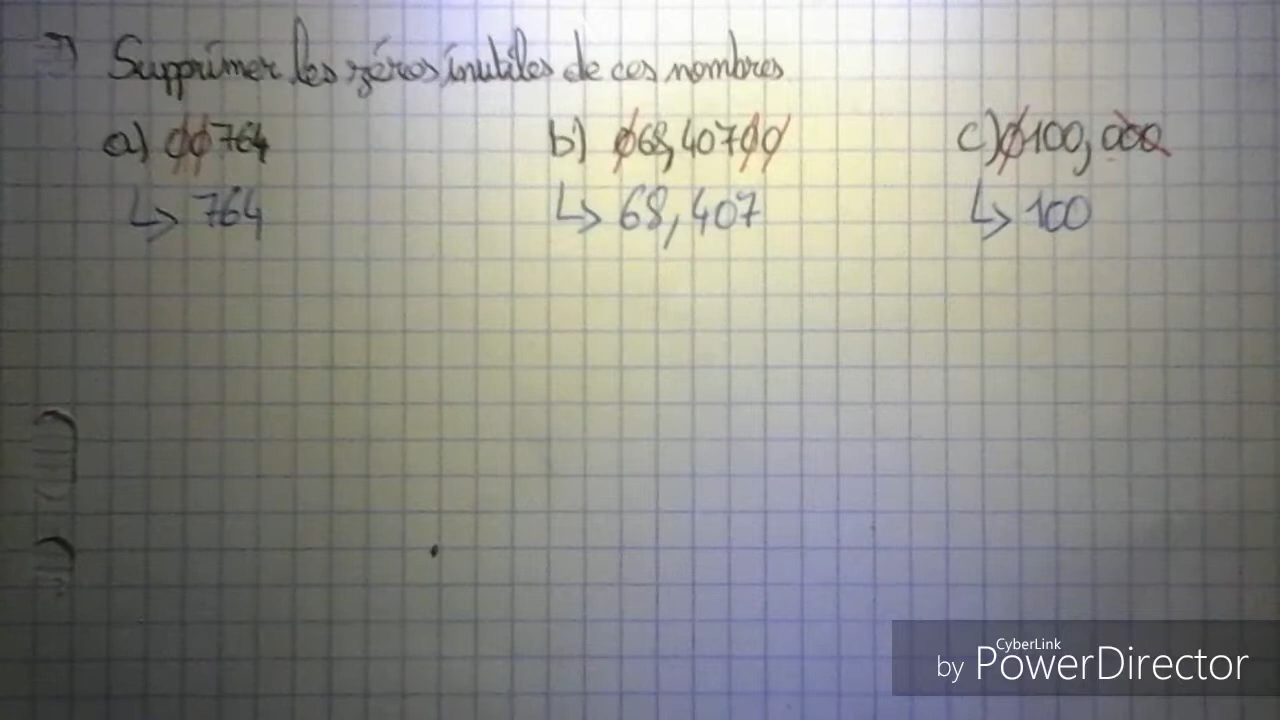 7) Supprimer les zéros inutiles de ces nombres
a) 00764 b) 068,40700 c) 0100,000
↳ 764 ↳ 68,407 ↳ 100
CyberLink
by PowerDirector